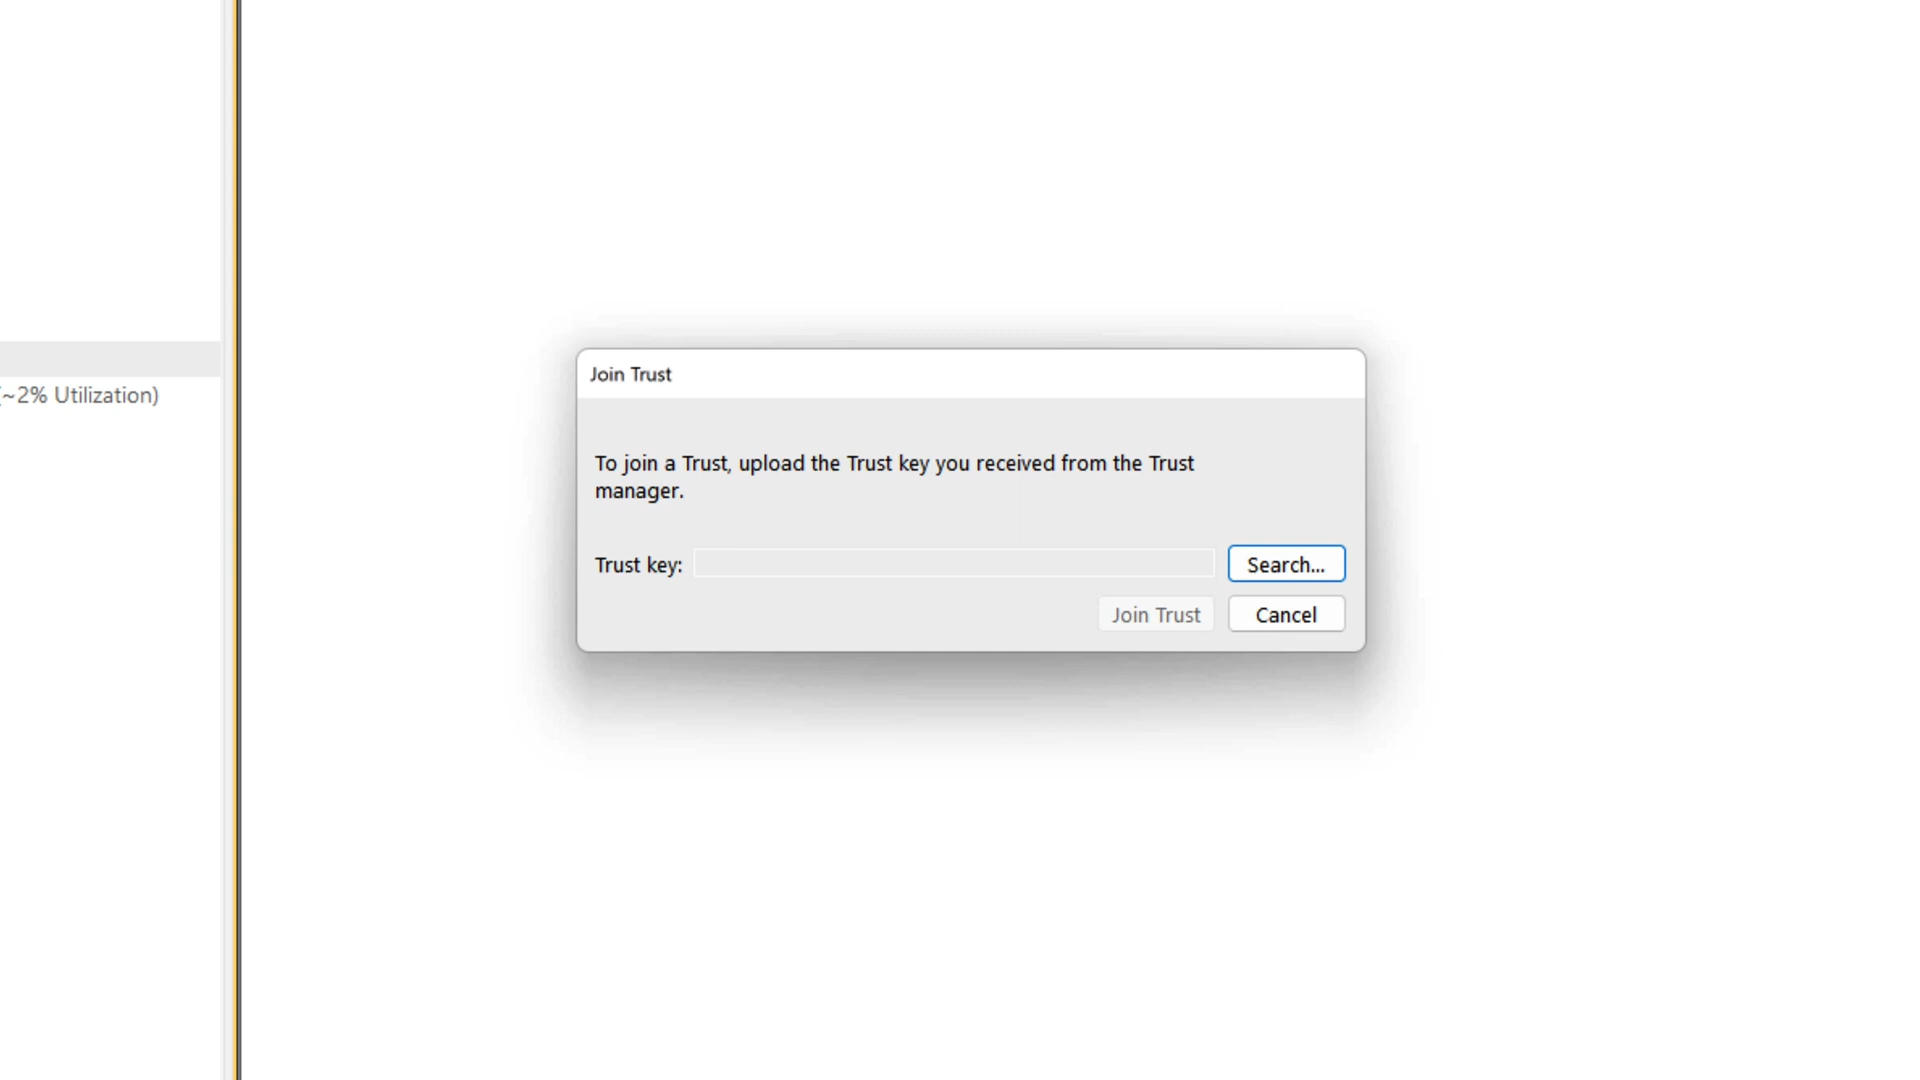 (~2% Utilization)
Join Trust
To join a Trust, upload the Trust key you received from the Trust
manager.
Trust key:
Search...
Join Trust
Cancel